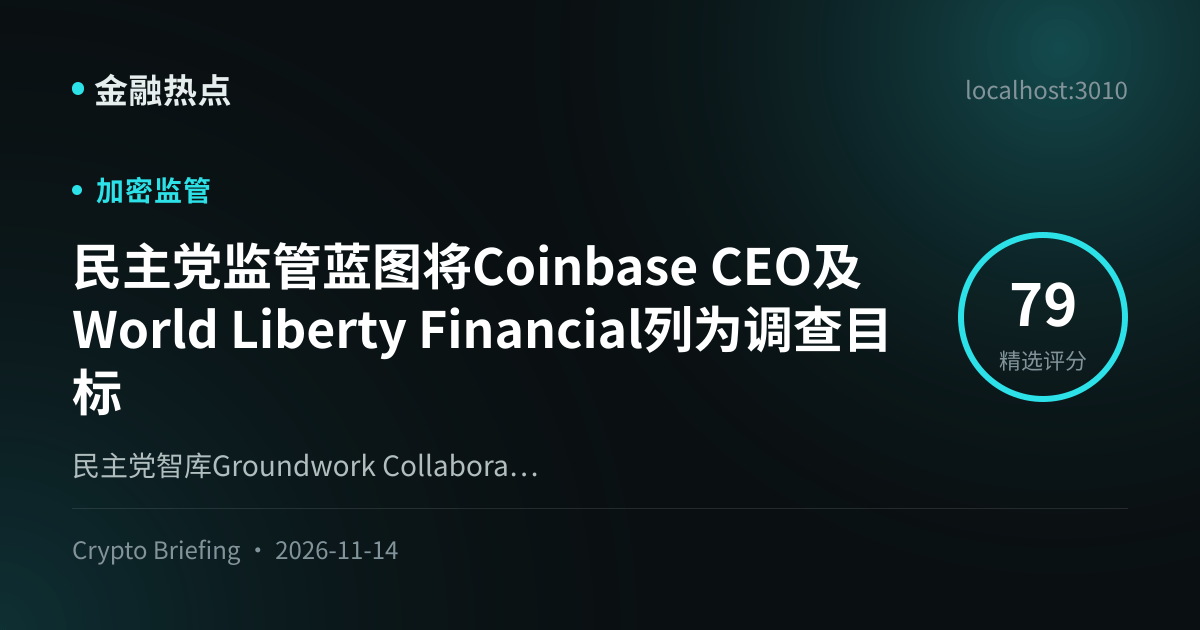 金融热点
localhost:3010
加密监管
民主党监管蓝图将Coinbase CEO及
World Liberty Financial列为调查目
标
79
精选评分
民主党智库Groundwork Collabora…
Crypto Briefing · 2026-11-14